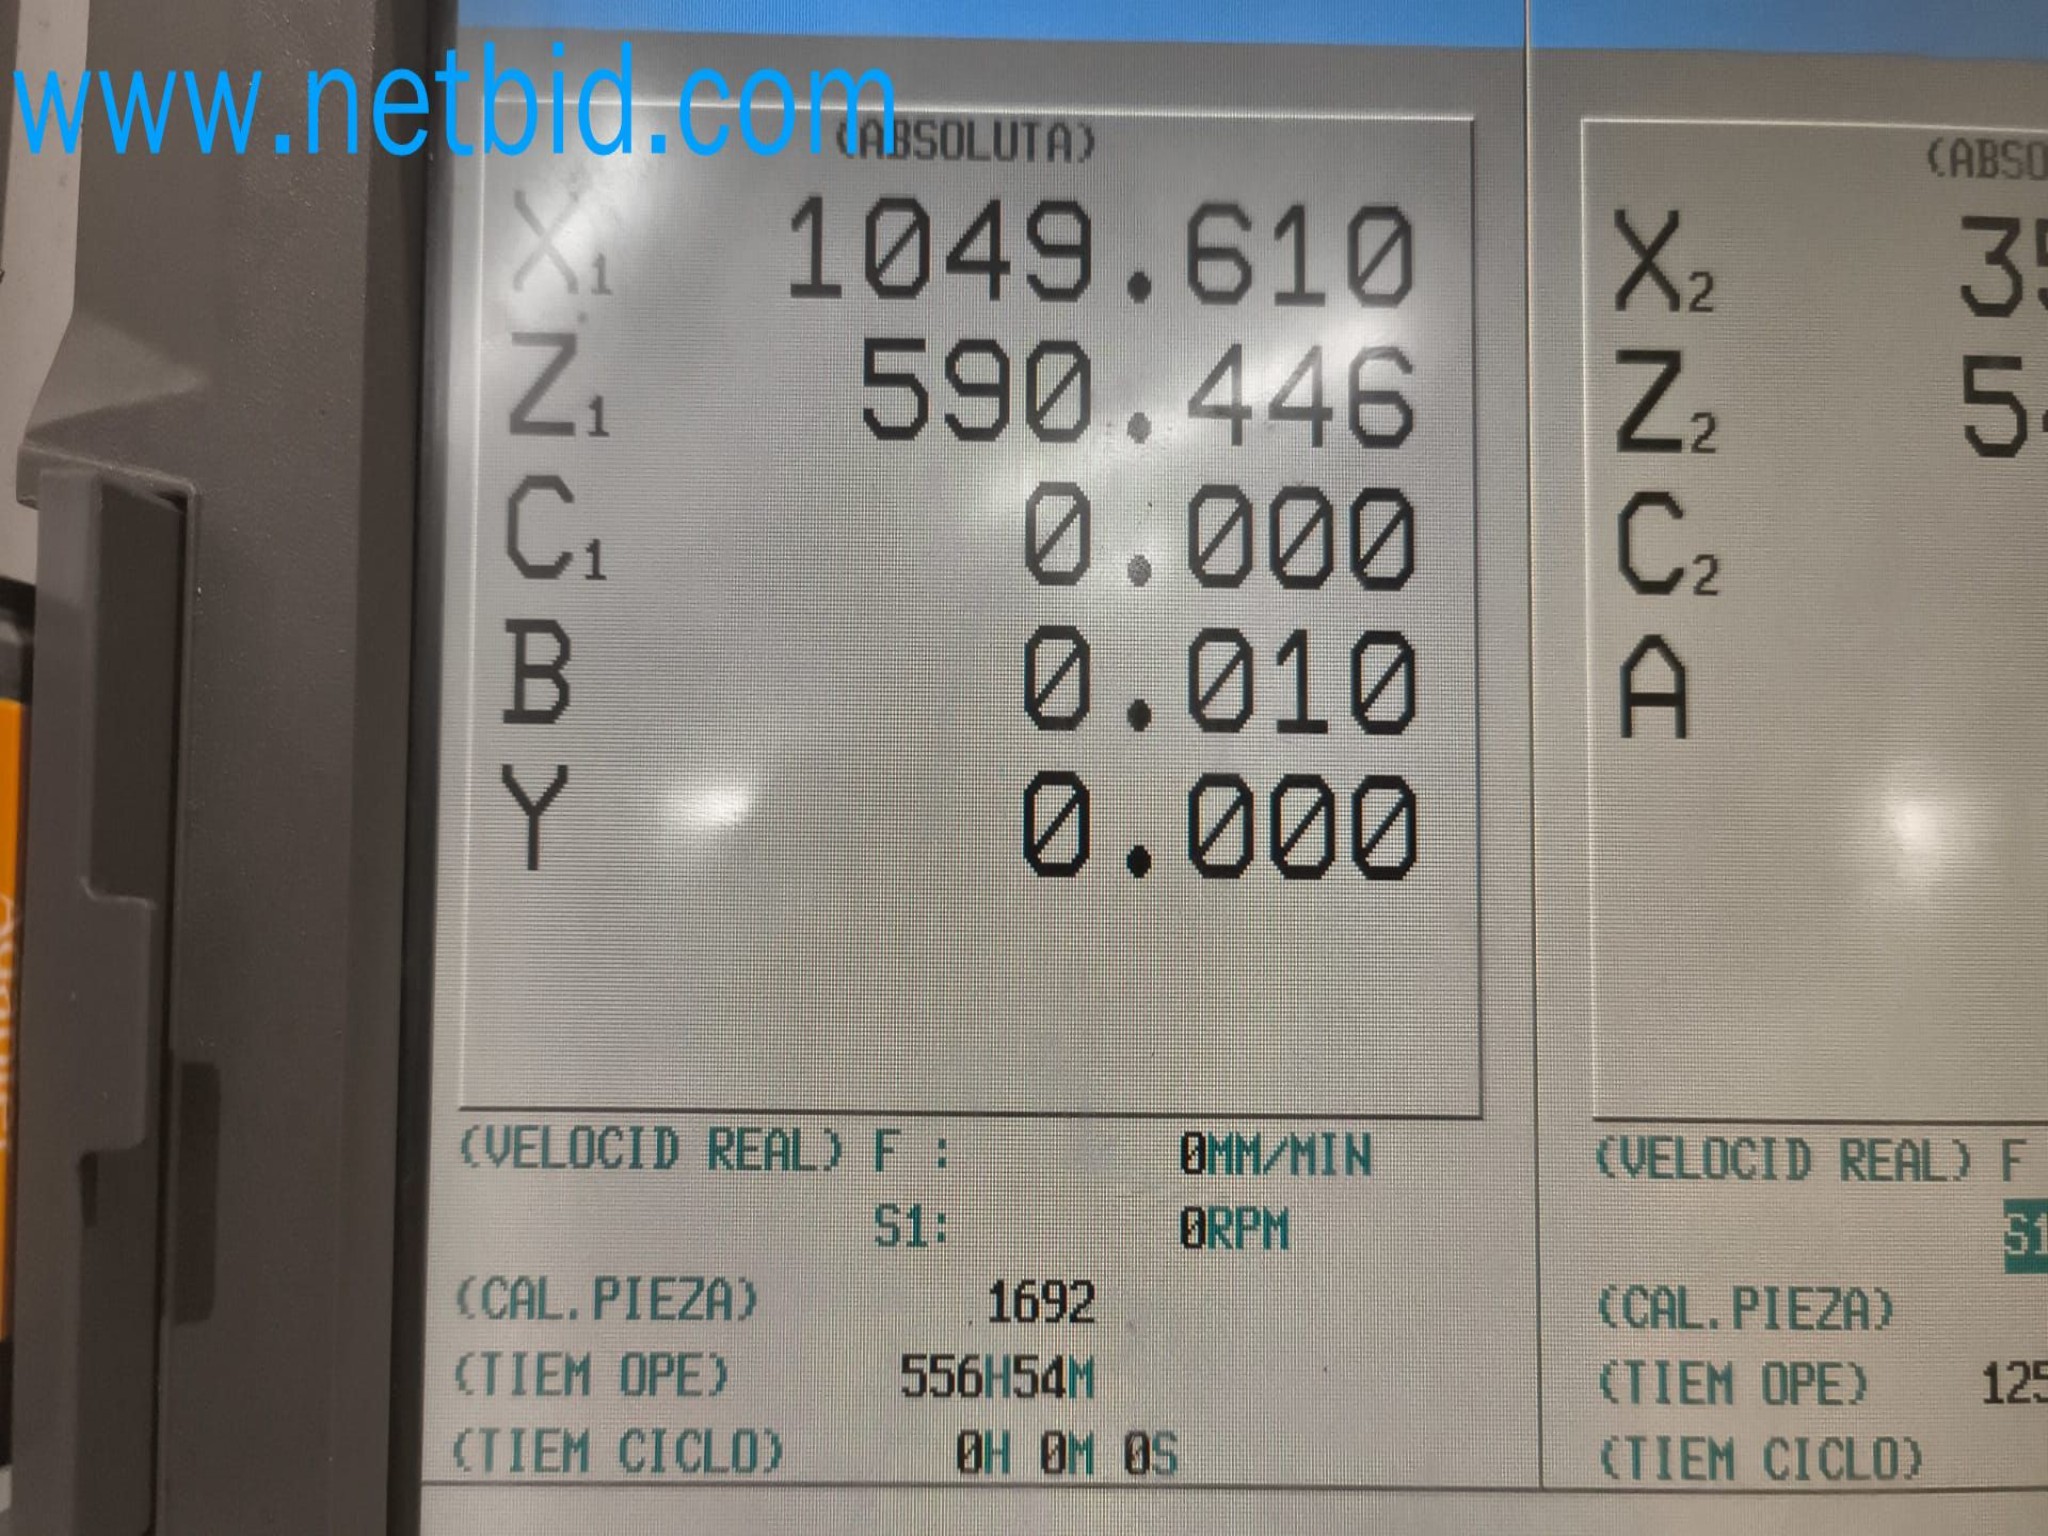 www.netbid.com
(ABSOLUTA)
X1 1049.610
Z1 590.446
C1 0.000
B 0.010
Y 0.000
(VELOCID REAL) F : 0MM/MIN
S1: 0RPM
(CAL.PIEZA) 1692
(TIEM OPE) 556H54M
(TIEM CICLO) 0H 0M 0S
(ABSO
X2 35
Z2 54
C2
A
(VELOCID REAL) F
S1
(CAL.PIEZA)
(TIEM OPE) 125
(TIEM CICLO)